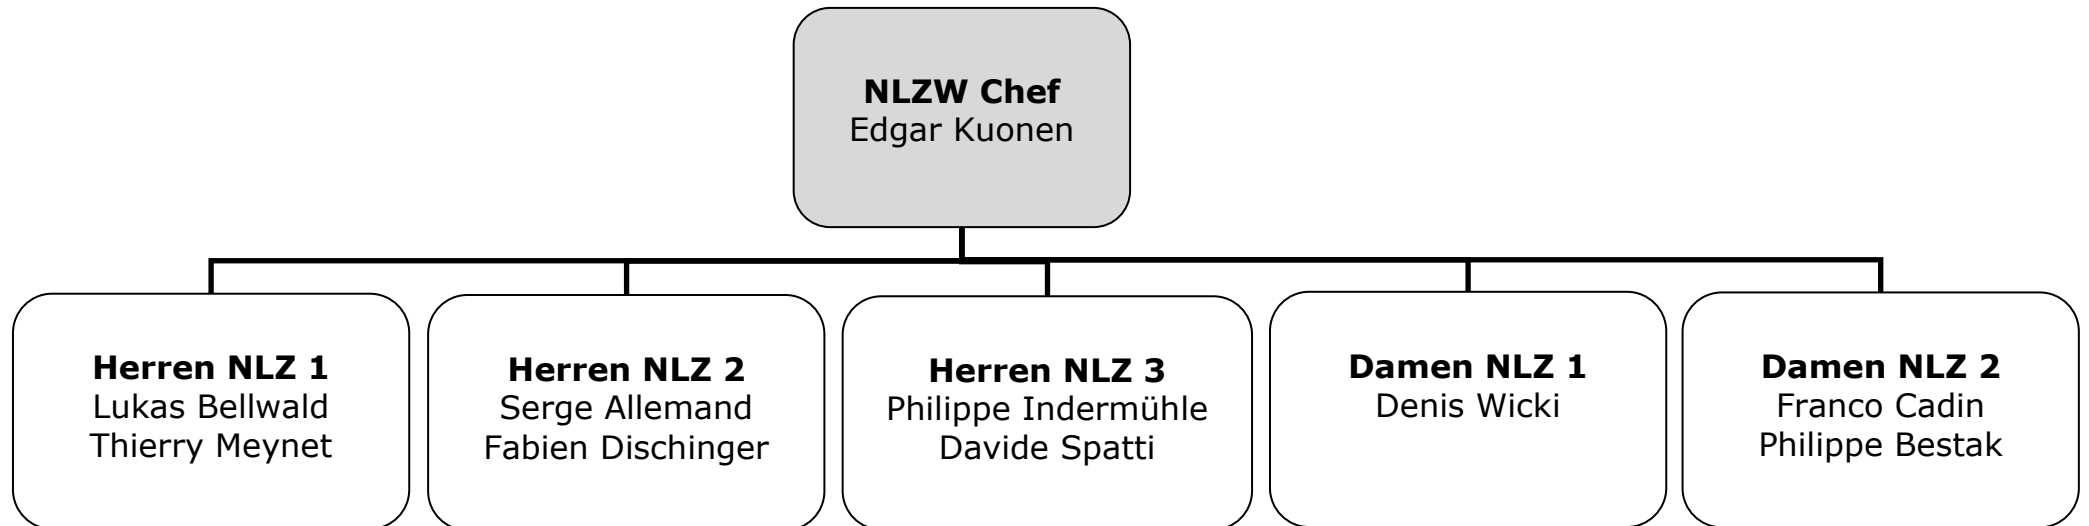 NLZW Chef
Edgar Kuonen
Herren NLZ 1
Lukas Bellwald
Thierry Meynet
Herren NLZ 2
Serge Allemand
Fabien Dischinger
Herren NLZ 3
Philippe Indermühle
Davide Spatti
Damen NLZ 1
Denis Wicki
Damen NLZ 2
Franco Cadin
Philippe Bestak